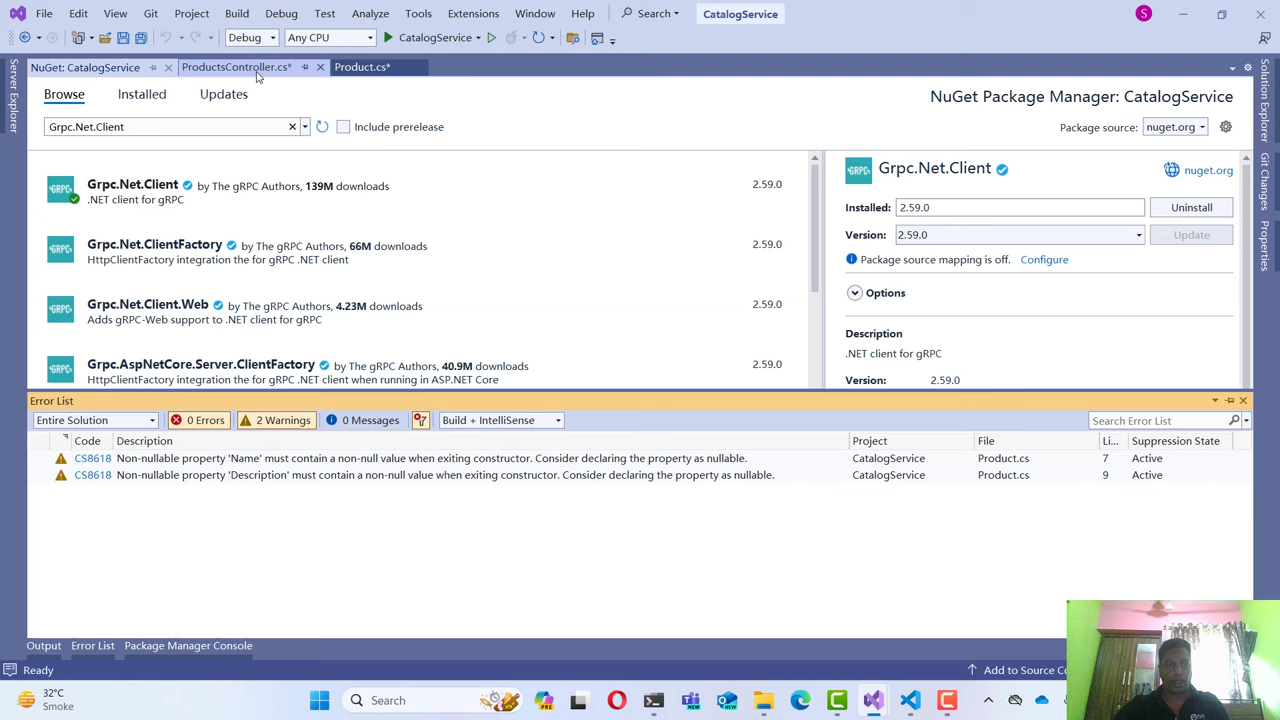 File Edit View Git Project Build Debug Test Analyze Tools Extensions Window Help Search CatalogService S
Debug Any CPU CatalogService
NuGet: CatalogService ProductsController.cs* Product.cs*
Server Explorer
Solution Explorer
Git Changes
Properties
Browse Installed Updates
NuGet Package Manager: CatalogService
Grpc.Net.Client Include prerelease
Package source: nuget.org
Grpc.Net.Client by The gRPC Authors, 139M downloads 2.59.0
.NET client for gRPC
Grpc.Net.ClientFactory by The gRPC Authors, 66M downloads 2.59.0
HttpClientFactory integration the for gRPC .NET client
Grpc.Net.Client.Web by The gRPC Authors, 4.23M downloads 2.59.0
Adds gRPC-Web support to .NET client for gRPC
Grpc.AspNetCore.Server.ClientFactory by The gRPC Authors, 40.9M downloads 2.59.0
HttpClientFactory integration the for gRPC .NET client when running in ASP.NET Core
Grpc.Net.Client nuget.org
Installed: 2.59.0 Uninstall
Version: 2.59.0 Update
Package source mapping is off. Configure
Options
Description
.NET client for gRPC
Version: 2.59.0
Error List
Entire Solution 0 Errors 2 Warnings 0 Messages Build + IntelliSense Search Error List
Code Description Project File Li... Suppression State
CS8618 Non-nullable property 'Name' must contain a non-null value when exiting constructor. Consider declaring the property as nullable. CatalogService Product.cs 7 Active
CS8618 Non-nullable property 'Description' must contain a non-null value when exiting constructor. Consider declaring the property as nullable. CatalogService Product.cs 9 Active
Output Error List Package Manager Console
Ready Add to Source Co
32°C
Smoke
Search